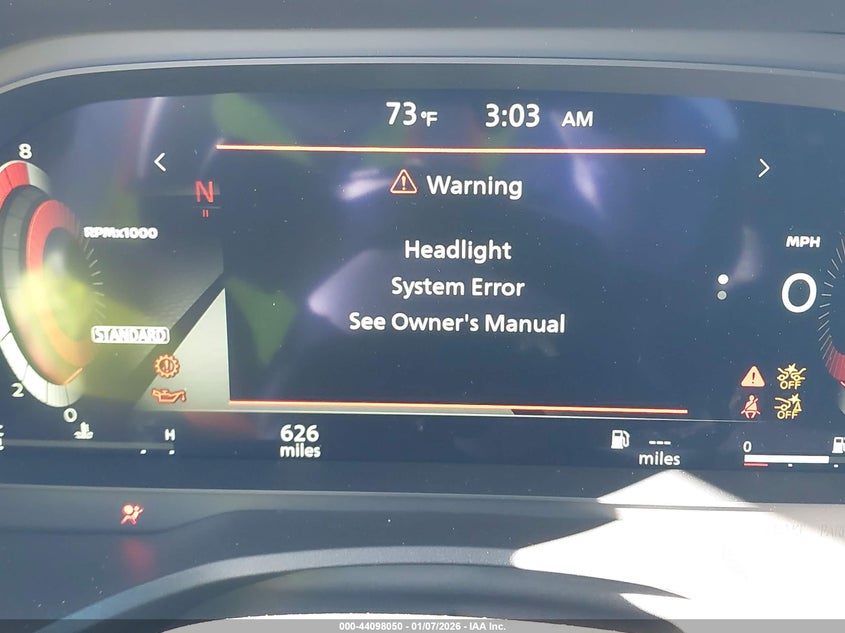 73°F 3:03 AM
8
N
Warning
RPMx1000
Headlight
MPH
System Error
0
See Owner's Manual
STANDARD
OFF
2
OFF
0
H
626
miles
---
miles
0
000-44098050 - 01/07/2026 - IAA Inc.